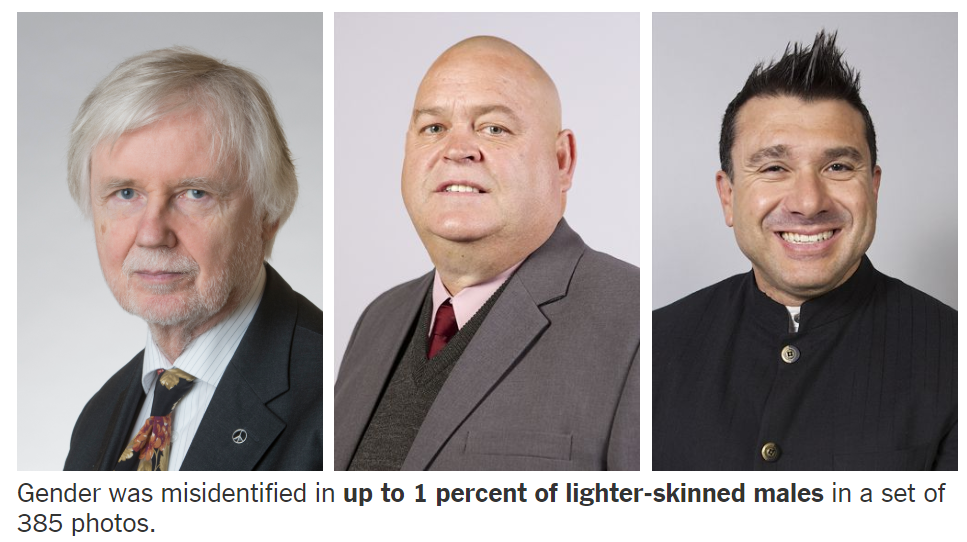 Gender was misidentified in up to 1 percent of lighter-skinned males in a set of
385 photos.